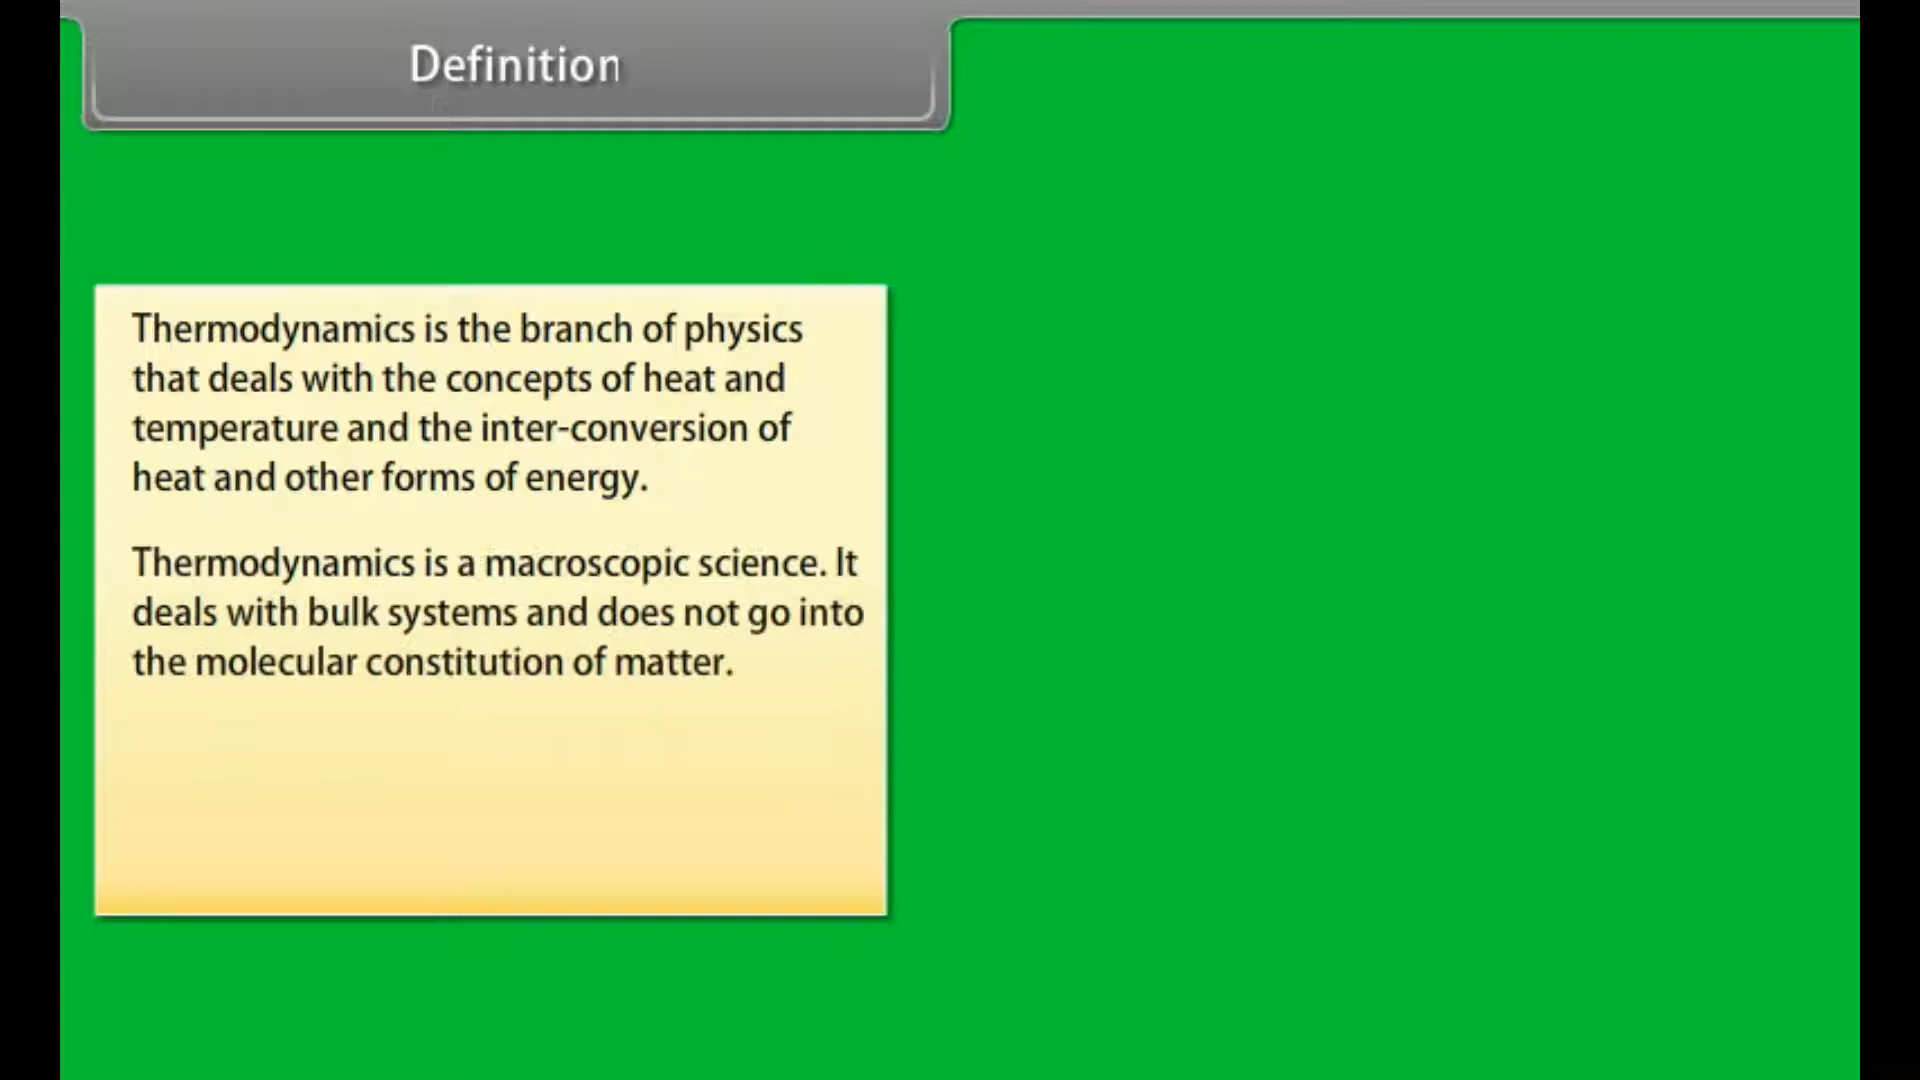 Definition
Thermodynamics is the branch of physics
that deals with the concepts of heat and
temperature and the inter-conversion of
heat and other forms of energy.
Thermodynamics is a macroscopic science. It
deals with bulk systems and does not go into
the molecular constitution of matter.